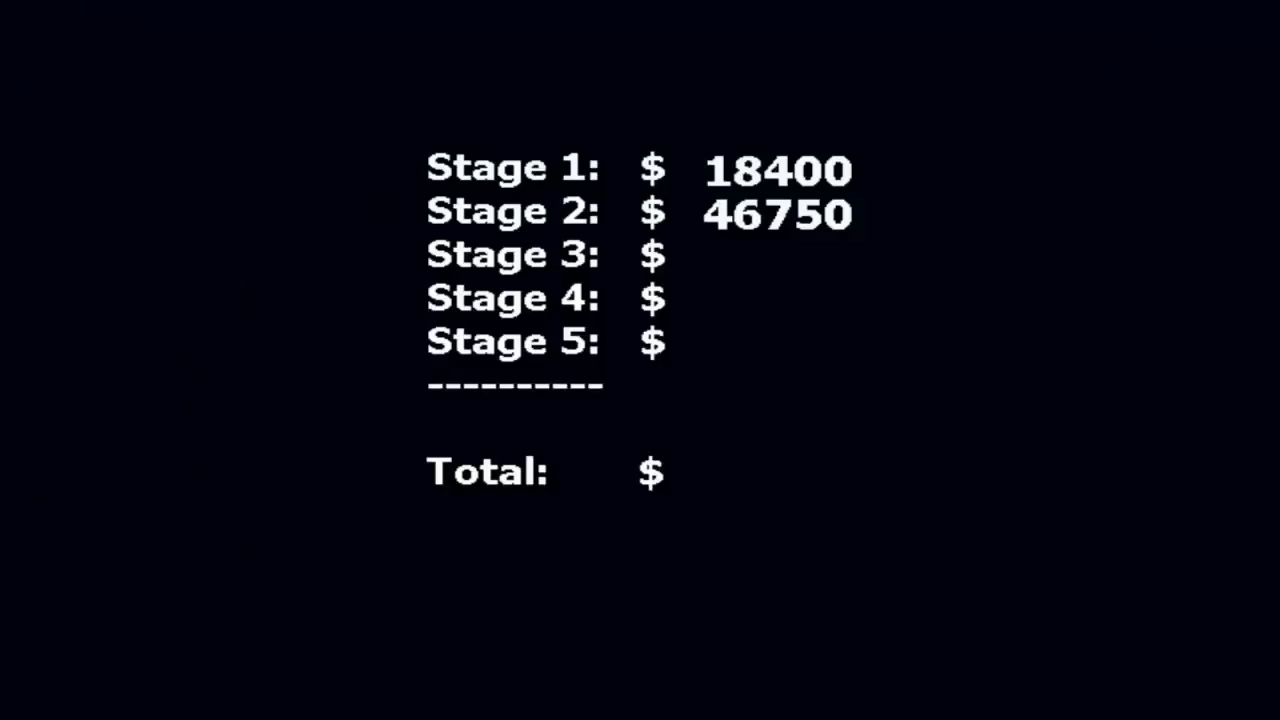 Stage 1: $ 18400
Stage 2: $ 46750
Stage 3: $
Stage 4: $
Stage 5: $
----------
Total: $